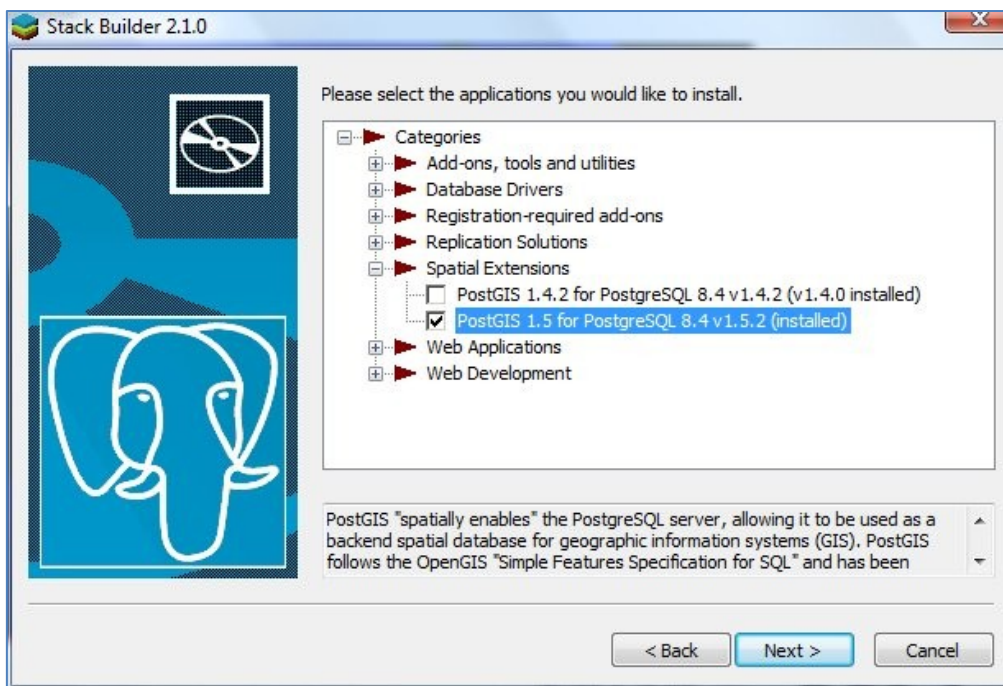 Stack Builder 2.1.0
Please select the applications you would like to install.
Categories
Add-ons, tools and utilities
Database Drivers
Registration-required add-ons
Replication Solutions
Spatial Extensions
PostGIS 1.4.2 for PostgreSQL 8.4 v1.4.2 (v1.4.0 installed)
PostGIS 1.5 for PostgreSQL 8.4 v1.5.2 (installed)
Web Applications
Web Development
PostGIS "spatially enables" the PostgreSQL server, allowing it to be used as a
backend spatial database for geographic information systems (GIS). PostGIS
follows the OpenGIS "Simple Features Specification for SQL" and has been
< Back Next > Cancel